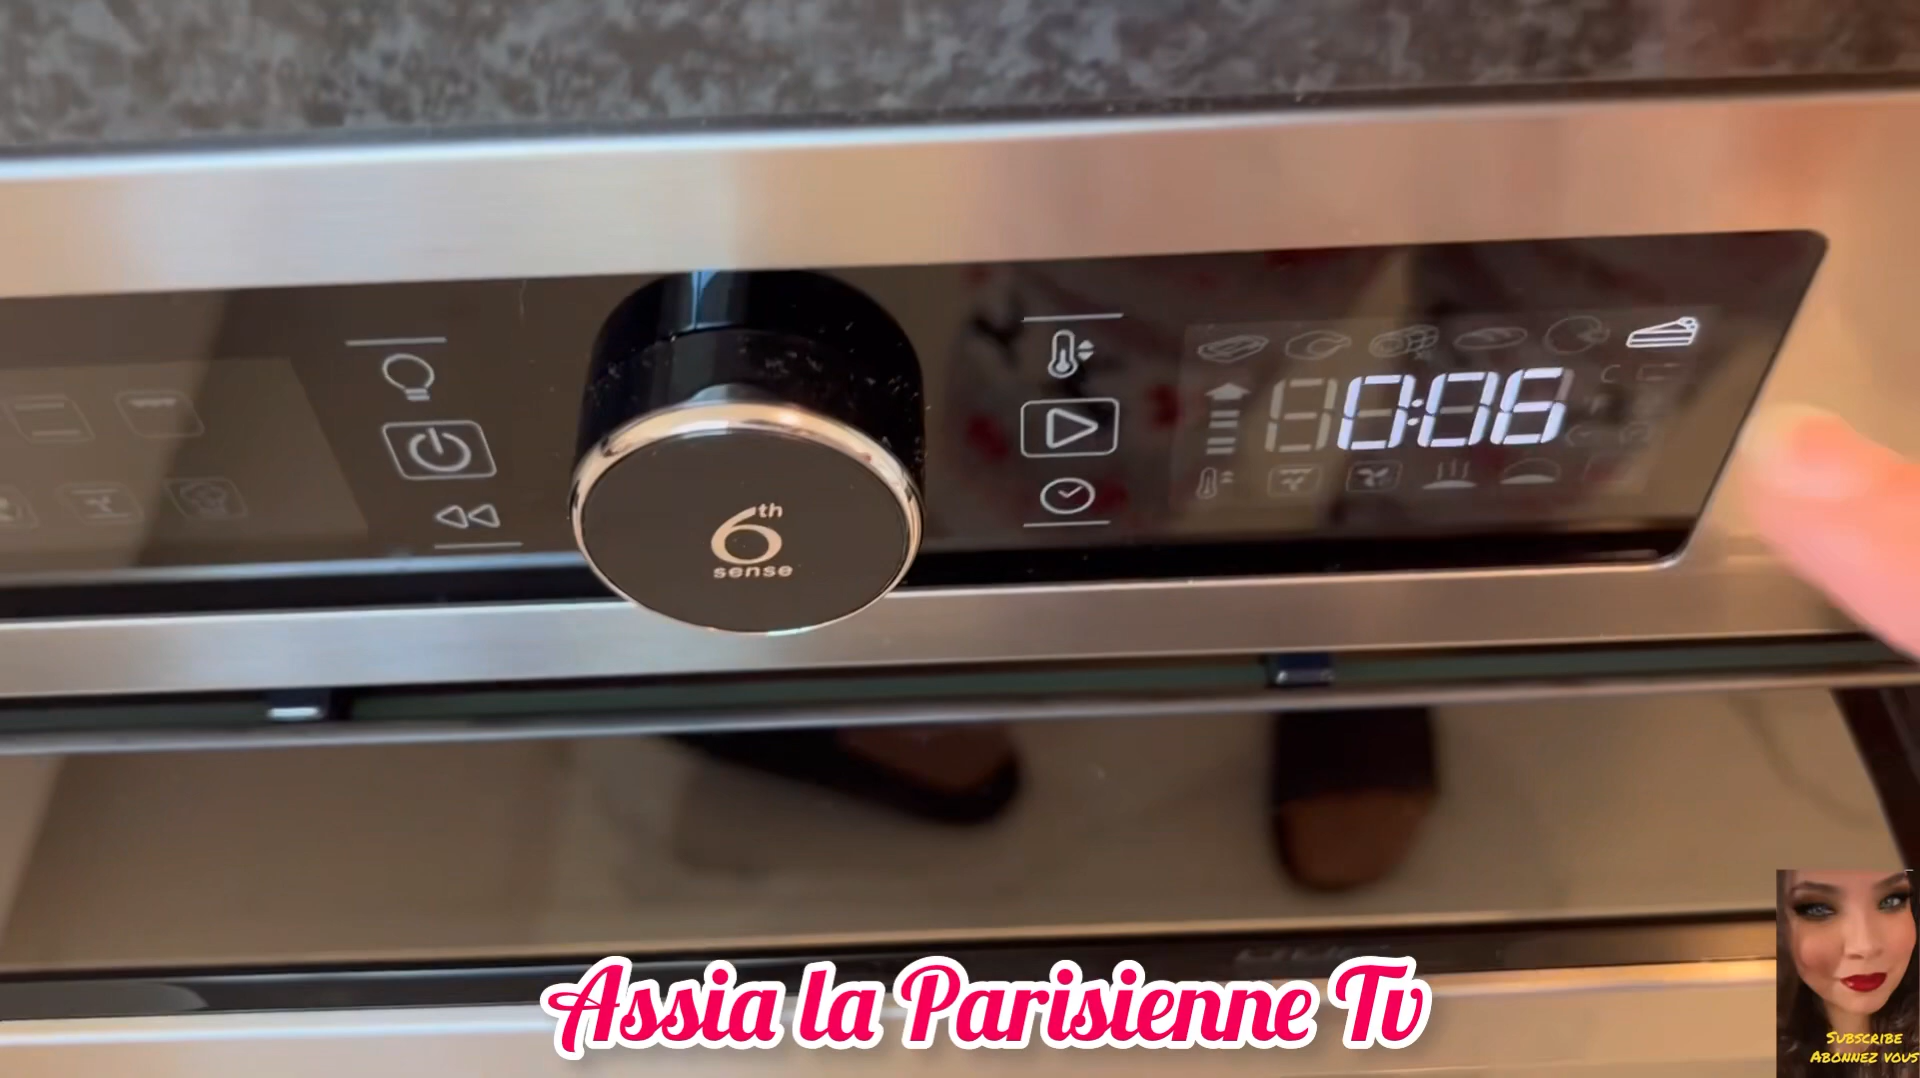 0:06
6th
sense
Assia la Parisienne Tv
Subscribe
Abonnez vous